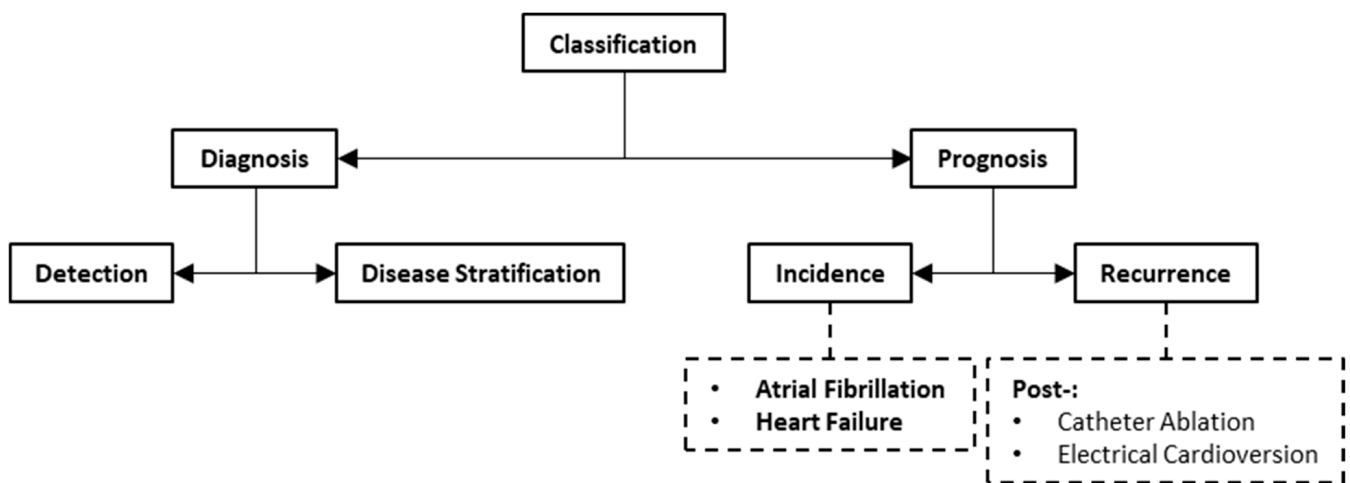 Classification
Diagnosis
Prognosis
Detection
Disease Stratification
Incidence
Recurrence
• Atrial Fibrillation
• Heart Failure
Post-:
• Catheter Ablation
• Electrical Cardioversion